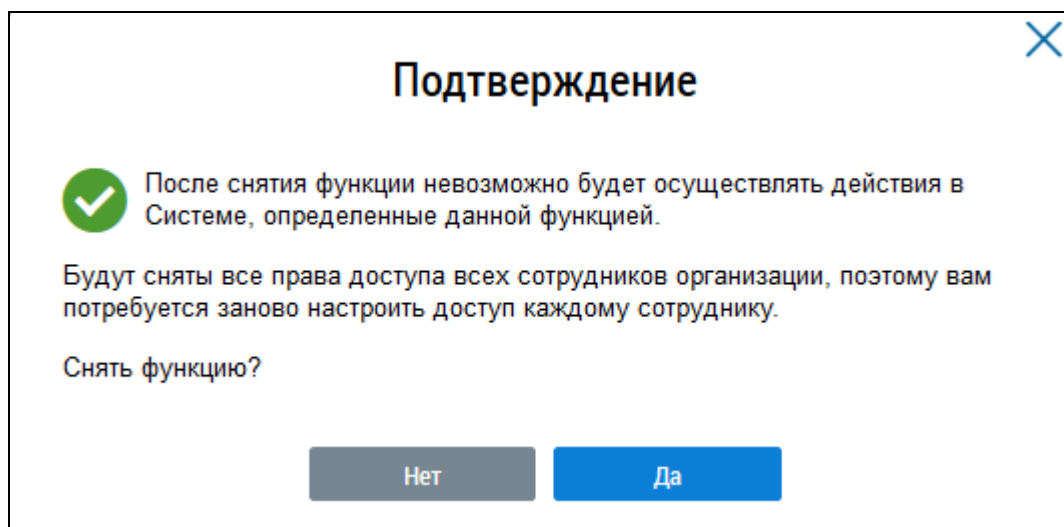 Подтверждение
После снятия функции невозможно будет осуществлять действия в
Системе, определенные данной функцией.
Будут сняты все права доступа всех сотрудников организации, поэтому вам
потребуется заново настроить доступ каждому сотруднику.
Снять функцию?
Нет
Да